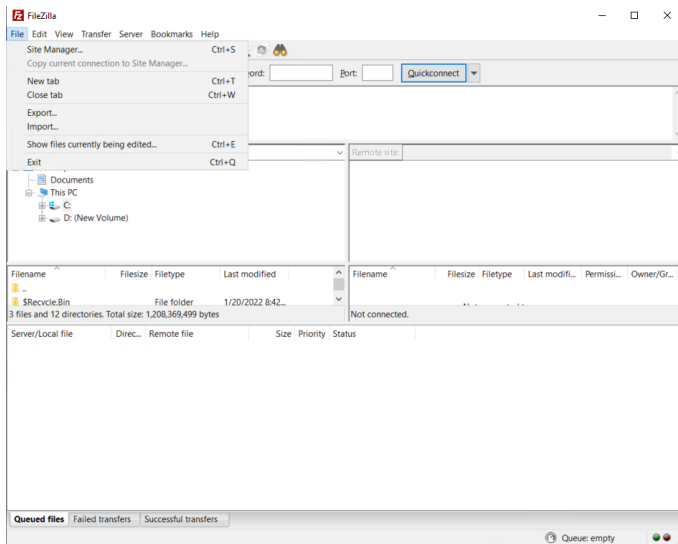 FileZilla
File Edit View Transfer Server Bookmarks Help
Site Manager... Ctrl+S
Copy current connection to Site Manager...
New tab Ctrl+T
Close tab Ctrl+W
Export...
Import...
Show files currently being edited... Ctrl+E
Exit Ctrl+Q
Port: Quickconnect
Remote site:
Documents
This PC
C:
D: (New Volume)
Filename Filesize Filetype Last modified
..
$Recycle.Bin File folder 1/20/2022 8:42...
3 files and 12 directories. Total size: 1,208,369,499 bytes
Filename Filesize Filetype Last modifi... Permissi... Owner/Gr...
Not connected.
Server/Local file Direc... Remote file Size Priority Status
Queued files Failed transfers Successful transfers
Queue: empty